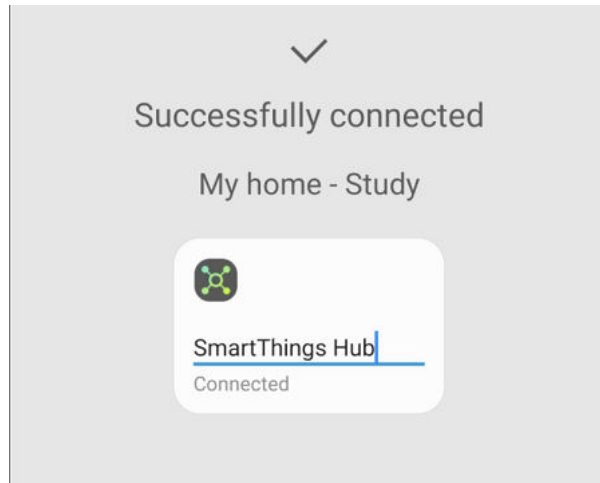 Successfully connected
My home - Study
SmartThings Hub
Connected